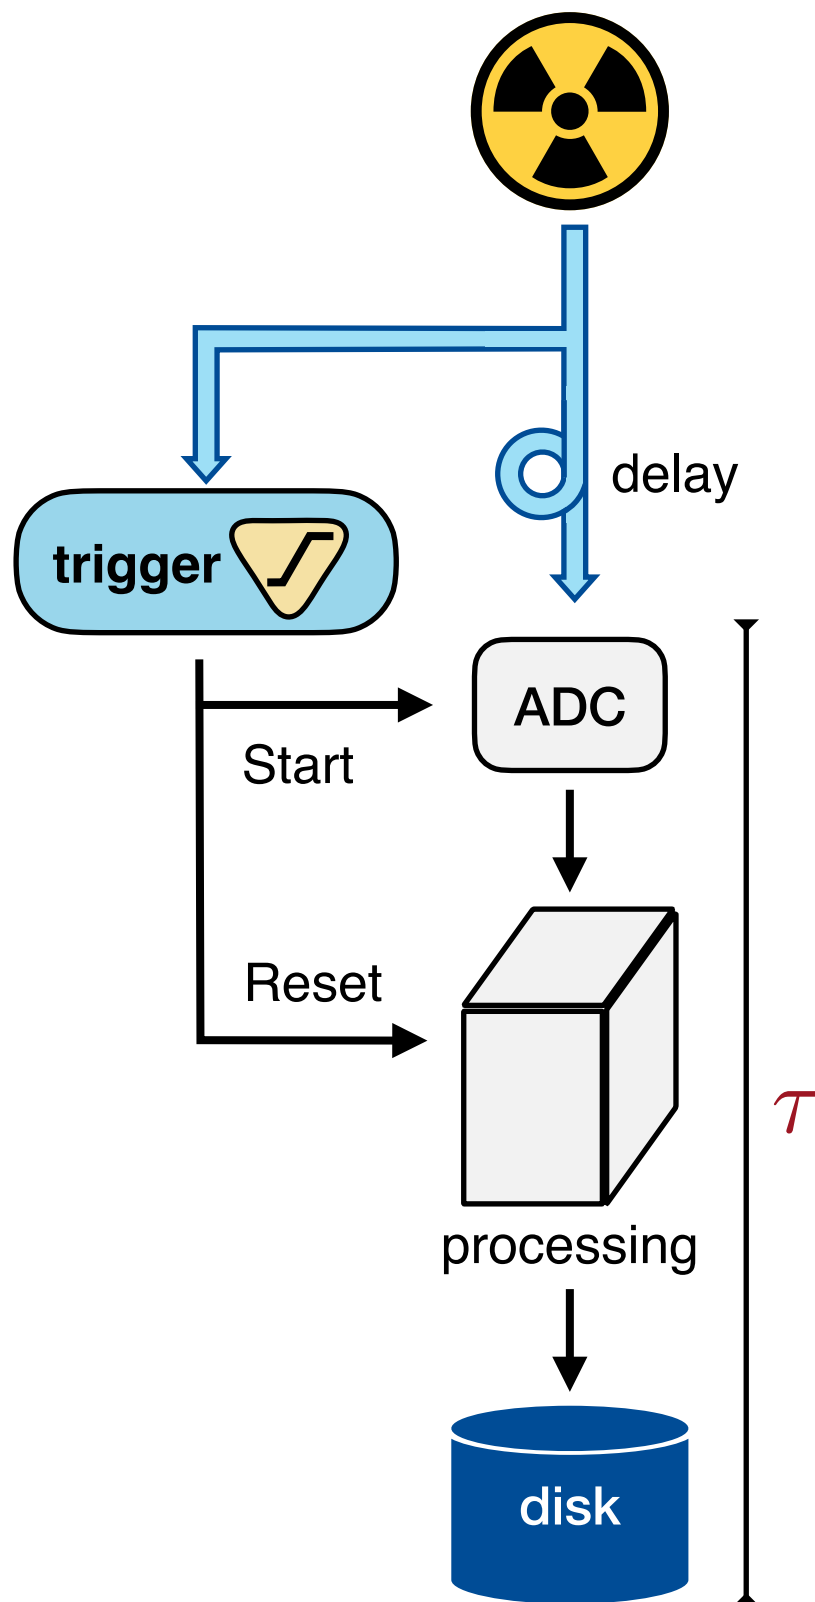 delay
trigger
ADC
Start
Reset
τ
processing
disk